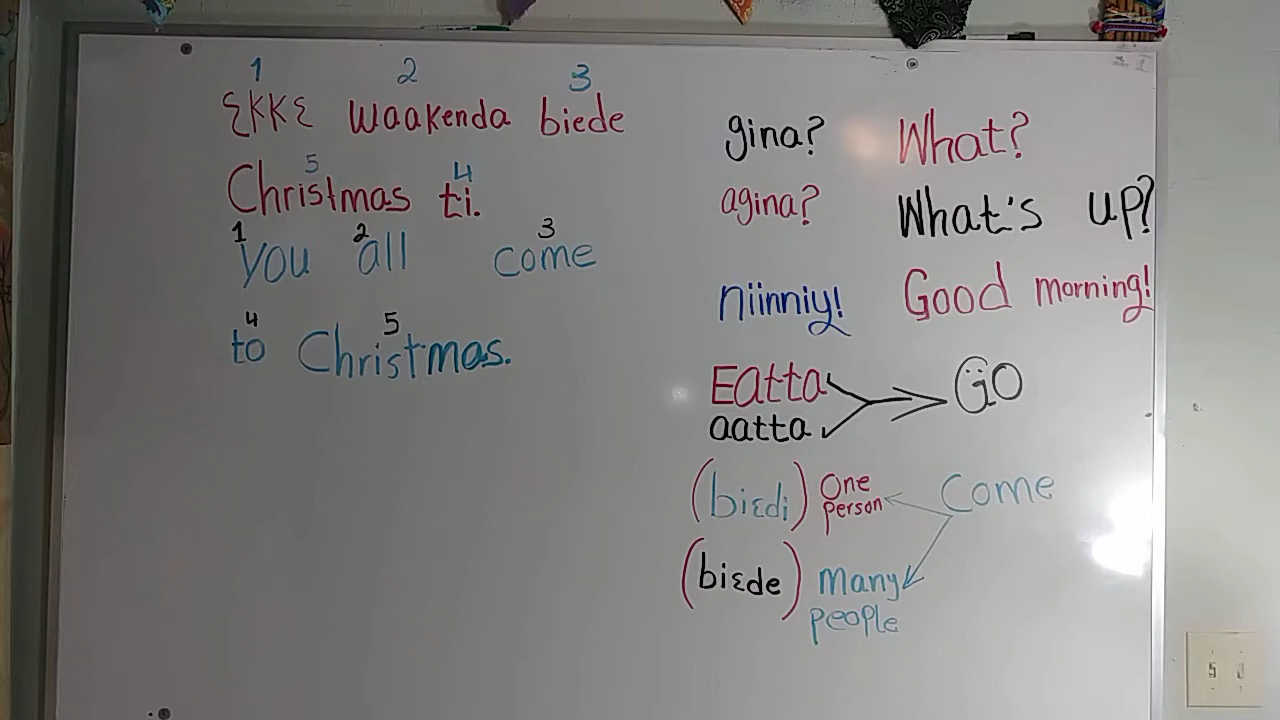 1 2 3
ƐKKƐ waakenda biede
5 4
Christmas ti.
1 2 3
you all come
4 5
to Christmas.
gina? What?
agina? What's up?
Niinniy! Good morning!
Eatta
aatta
GO
(biɛdi) One person
Come
(biɛde) many people